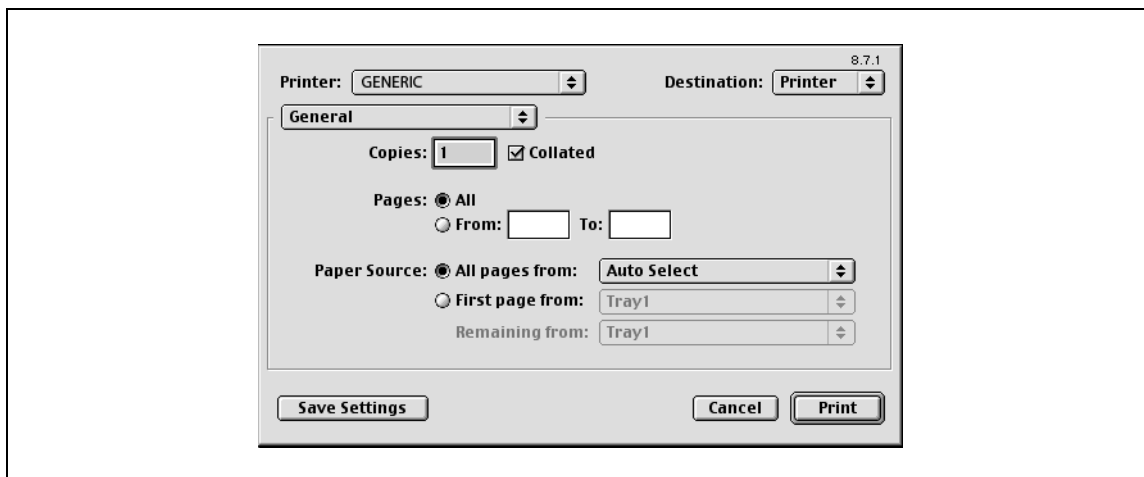 8.7.1
Printer: GENERIC Destination: Printer
General
Copies: 1 Collated
Pages: All
From: To:
Paper Source: All pages from: Auto Select
First page from: Tray1
Remaining from: Tray1
Save Settings Cancel Print